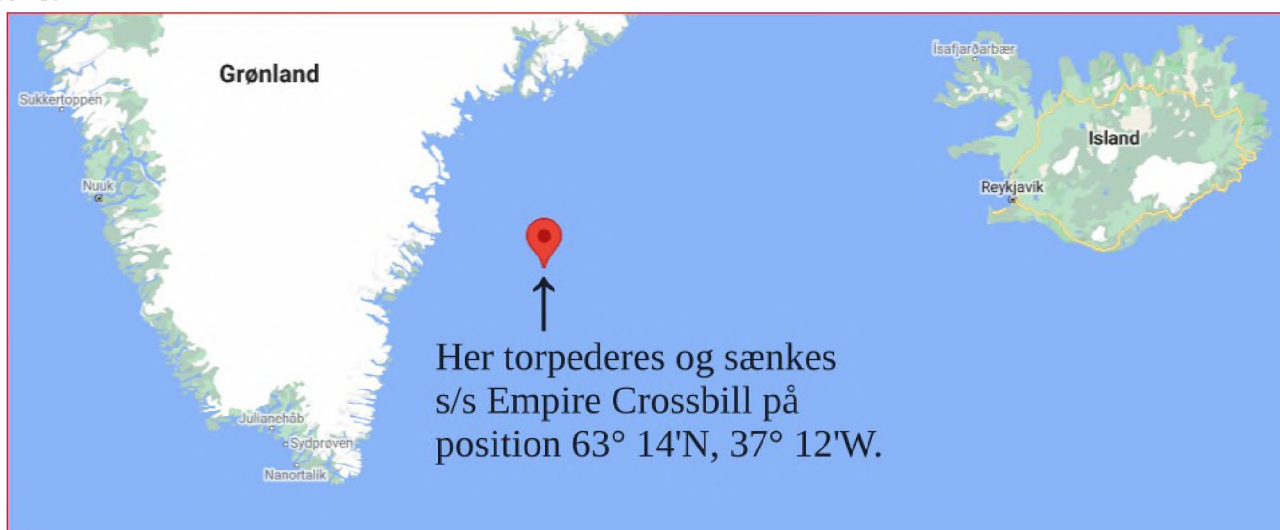 Grønland
Ísafjarðarbær
Sukkertoppen
Island
Nuuk
Reykjavik
Her torpederes og sænkes
s/s Empire Crossbill på
position 63° 14'N, 37° 12'W.
Julianehåb
Sydprøven
Nanortalik